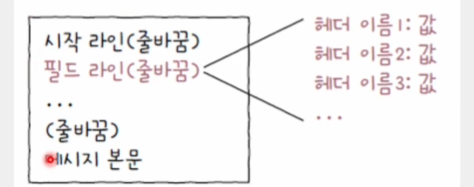 시작 라인(줄바꿈)
필드 라인(줄바꿈)
...
(줄바꿈)
메시지 본문
헤더 이름1: 값
헤더 이름2: 값
헤더 이름3: 값
...